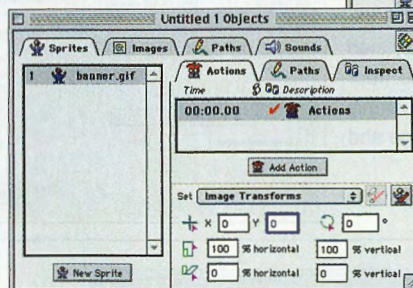 Untitled 1 Objects
Sprites Images Paths Sounds
1 banner.gif
Actions Paths Inspect
Time Description
00:00.00 Actions
Add Action
Set Image Transforms
X 0 Y 0 0 °
100 % horizontal 100 % vertical
0 % horizontal 0 % vertical
New Sprite